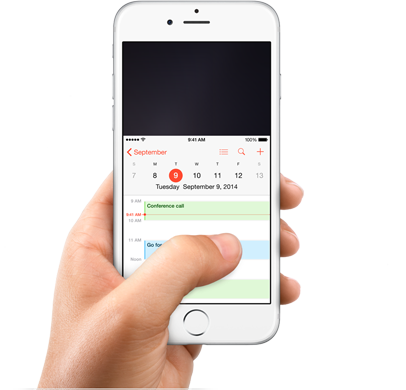 9:41 AM 100%
September
S M T W T F S
7 8 9 10 11 12 13
Tuesday September 9, 2014
9 AM
Conference call
9:41 AM
10 AM
11 AM
Go for
Noon